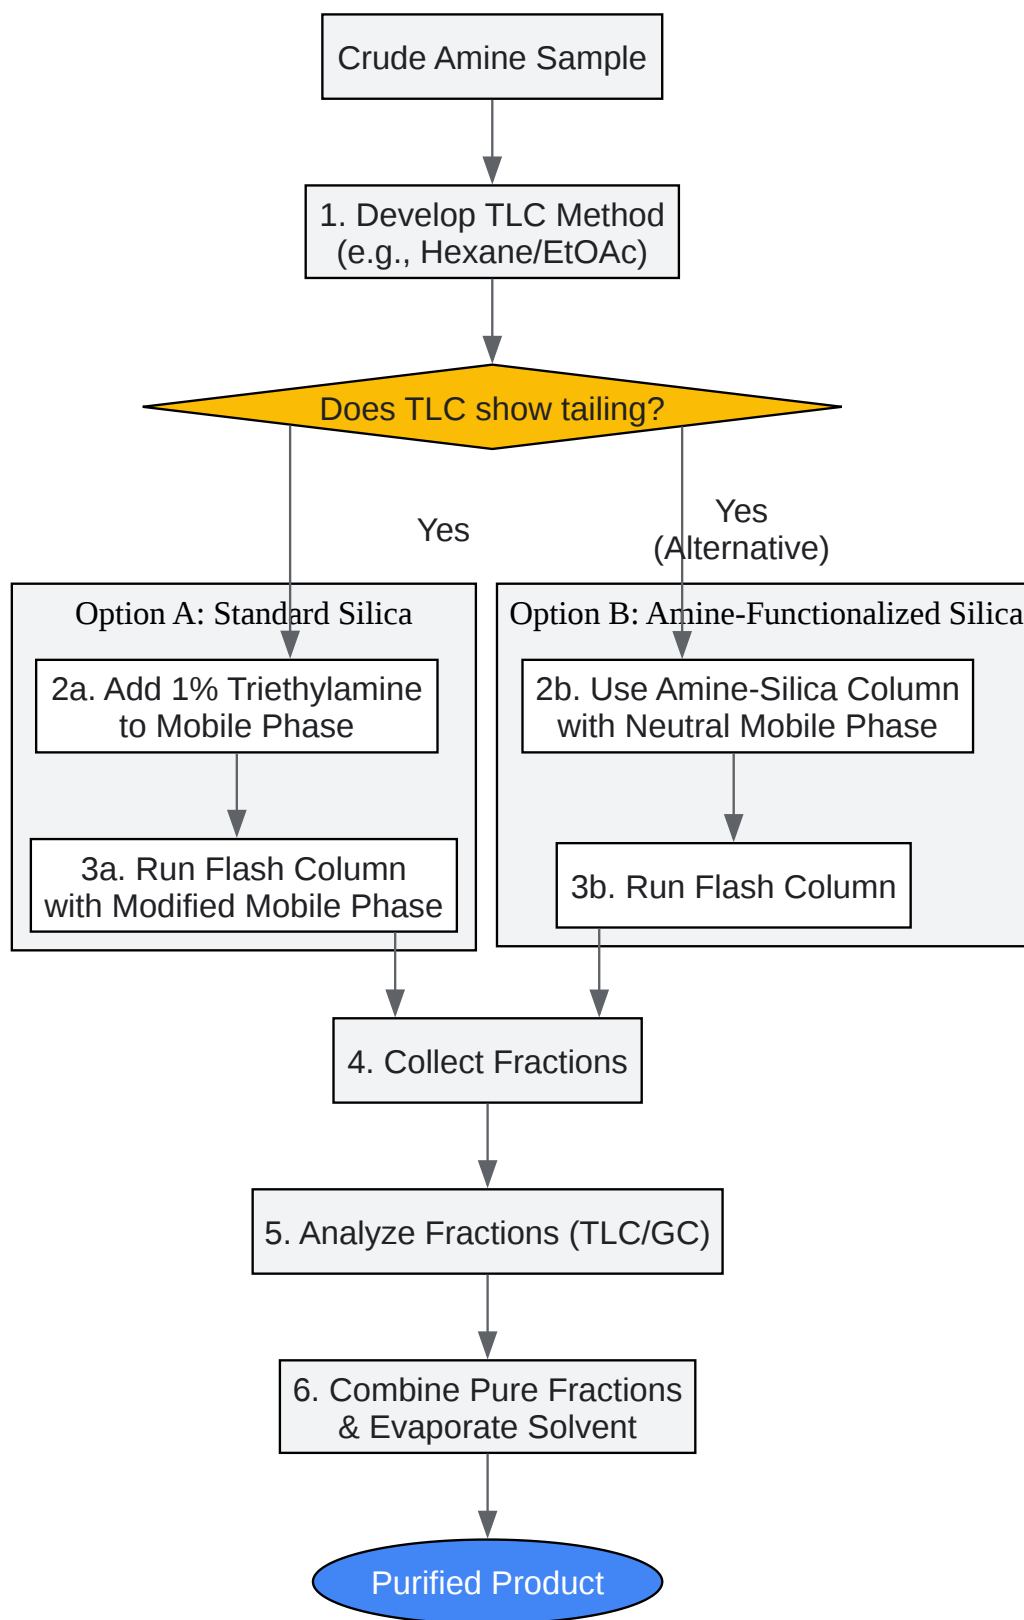 Crude Amine Sample
1. Develop TLC Method
(e.g., Hexane/EtOAc)
Does TLC show tailing?
Yes
Yes
(Alternative)
Option A: Standard Silica
2a. Add 1% Triethylamine
to Mobile Phase
3a. Run Flash Column
with Modified Mobile Phase
Option B: Amine-Functionalized Silica
2b. Use Amine-Silica Column
with Neutral Mobile Phase
3b. Run Flash Column
4. Collect Fractions
5. Analyze Fractions (TLC/GC)
6. Combine Pure Fractions
& Evaporate Solvent
Purified Product